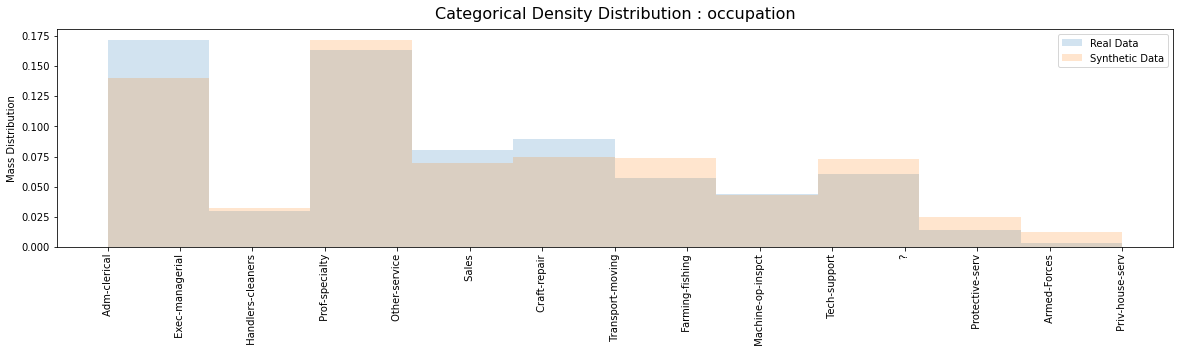 Categorical Density Distribution : occupation
Real Data
Synthetic Data
Mass Distribution
0.175
0.150
0.125
0.100
0.075
0.050
0.025
0.000
Adm-clerical
Exec-managerial
Handlers-cleaners
Prof-specialty
Other-service
Sales
Craft-repair
Transport-moving
Farming-fishing
Machine-op-inspct
Tech-support
?
Protective-serv
Armed-Forces
Priv-house-serv